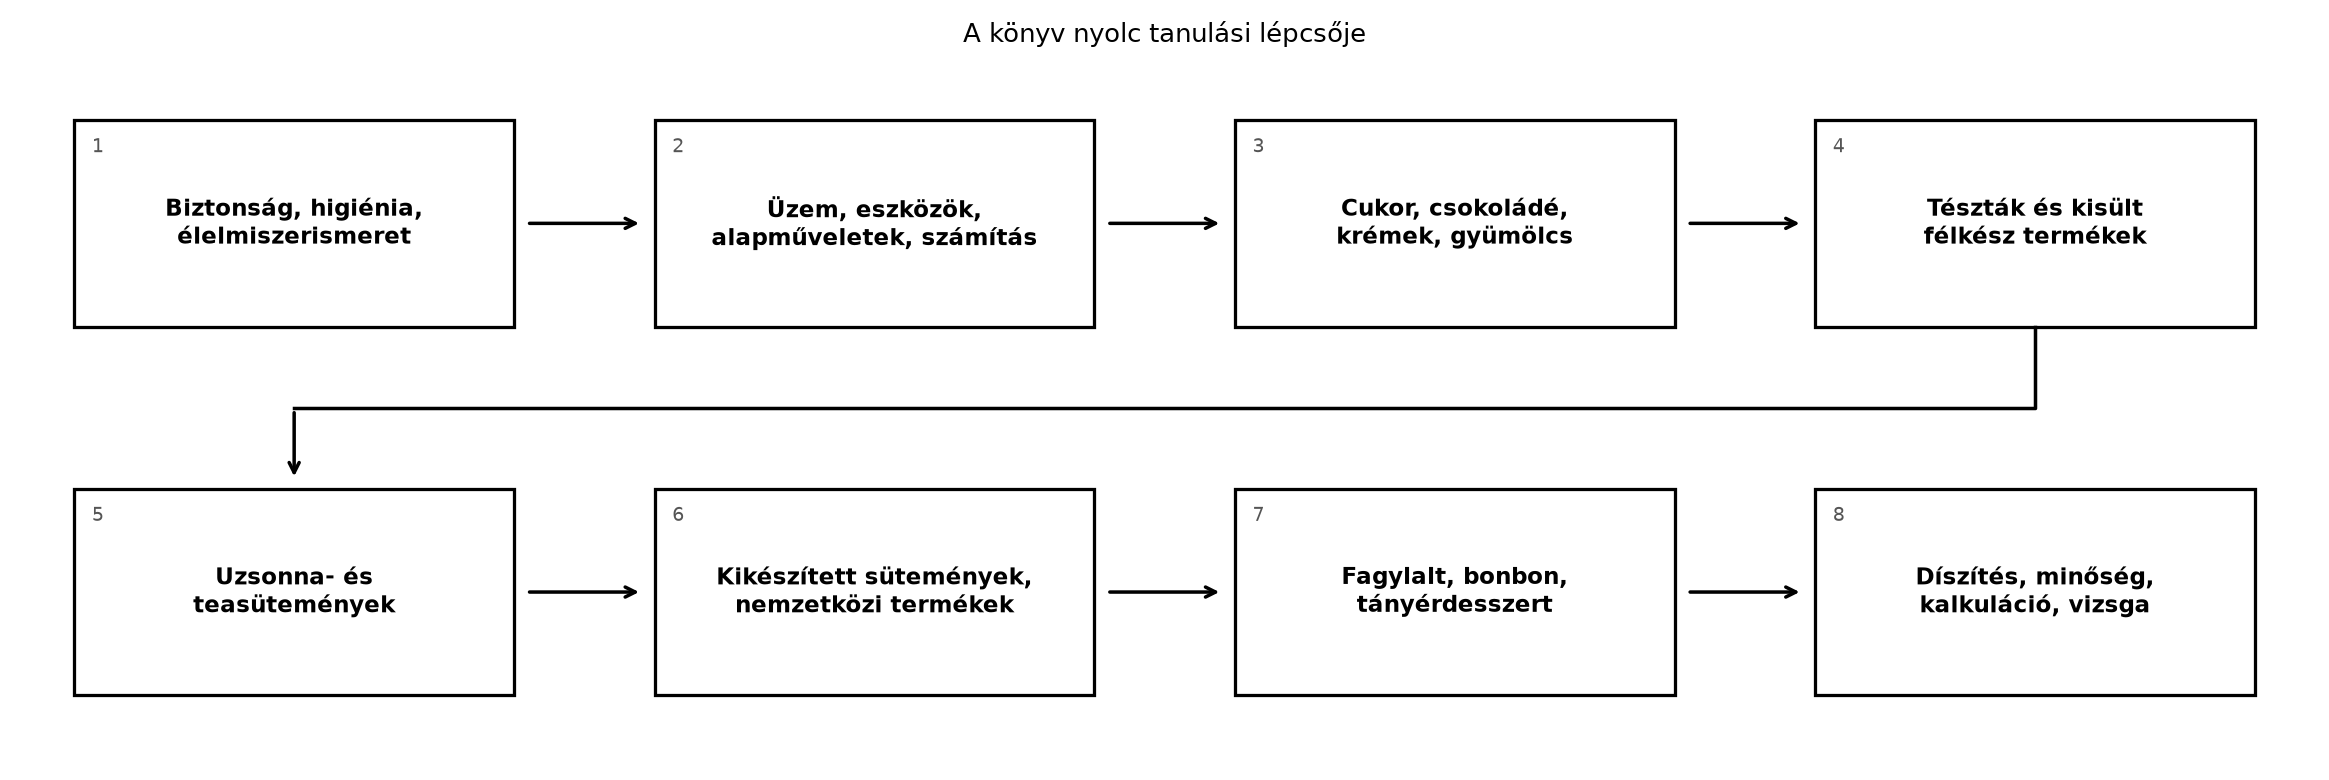 A könyv nyolc tanulási lépcsője
1
Biztonság, higiénia,
élelmiszerismeret
2
Üzem, eszközök,
alapműveletek, számítás
3
Cukor, csokoládé,
krémek, gyümölcs
4
Tészták és kisült
félkész termékek
5
Uzsonna- és
teasütemények
6
Kikészített sütemények,
nemzetközi termékek
7
Fagylalt, bonbon,
tányérdesszert
8
Díszítés, minőség,
kalkuláció, vizsga